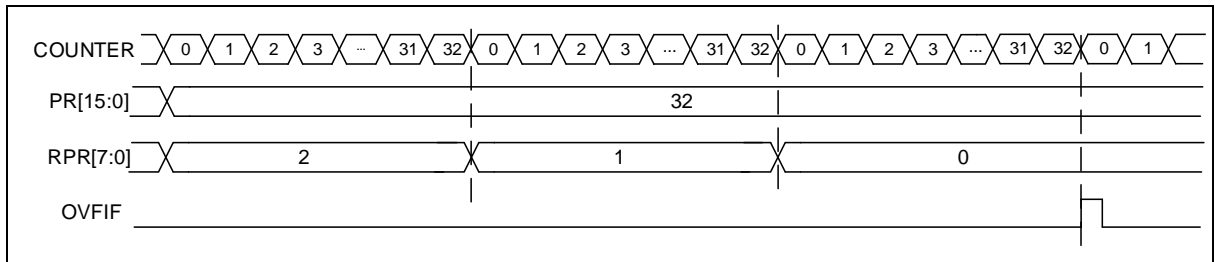 COUNTER 0 1 2 3 ... 31 32 0 1 2 3 ... 31 32 0 1 2 3 ... 31 32 0 1
PR[15:0] 32
RPR[7:0] 2 1 0
OVFIF